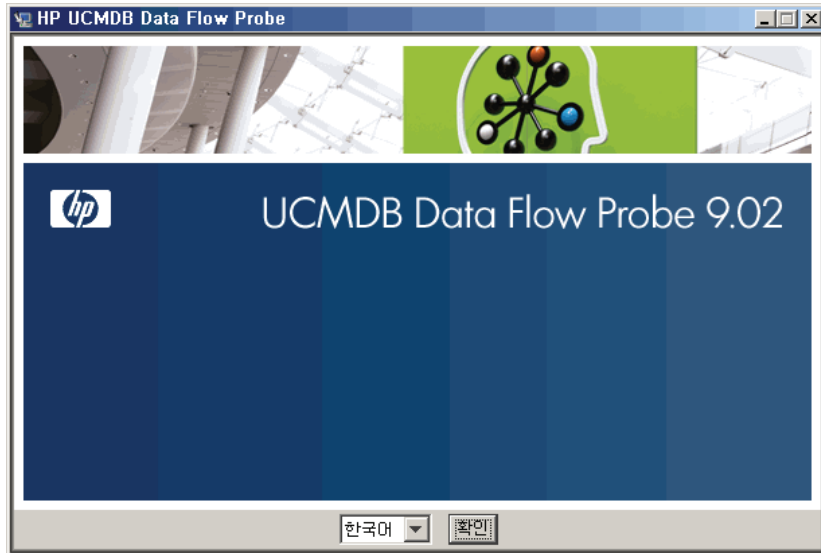 HP UCMDB Data Flow Probe
hp
UCMDB Data Flow Probe 9.02
한국어 확인